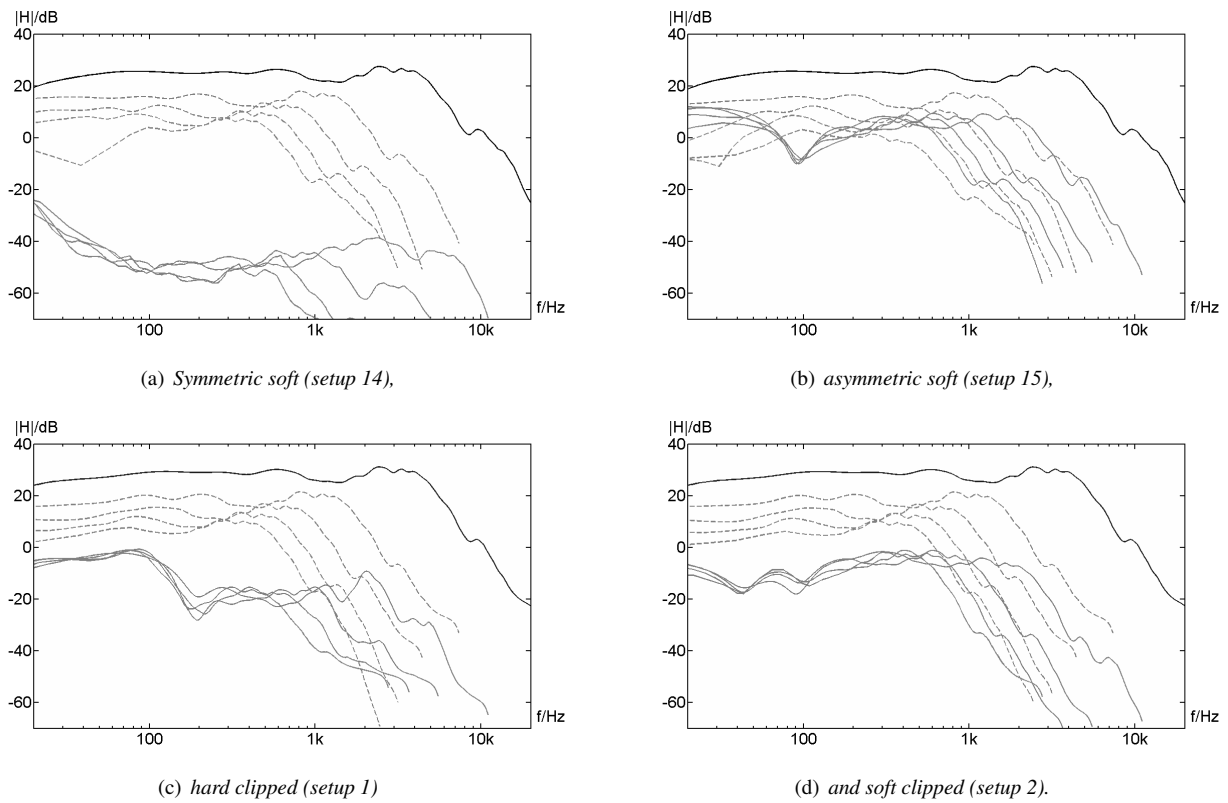 |H|/dB
40
20
0
-20
-40
-60
100
1k
10k
f/Hz
(a) Symmetric soft (setup 14),
|H|/dB
40
20
0
-20
-40
-60
100
1k
10k
f/Hz
(b) asymmetric soft (setup 15),
|H|/dB
40
20
0
-20
-40
-60
100
1k
10k
f/Hz
(c) hard clipped (setup 1)
|H|/dB
40
20
0
-20
-40
-60
100
1k
10k
f/Hz
(d) and soft clipped (setup 2).